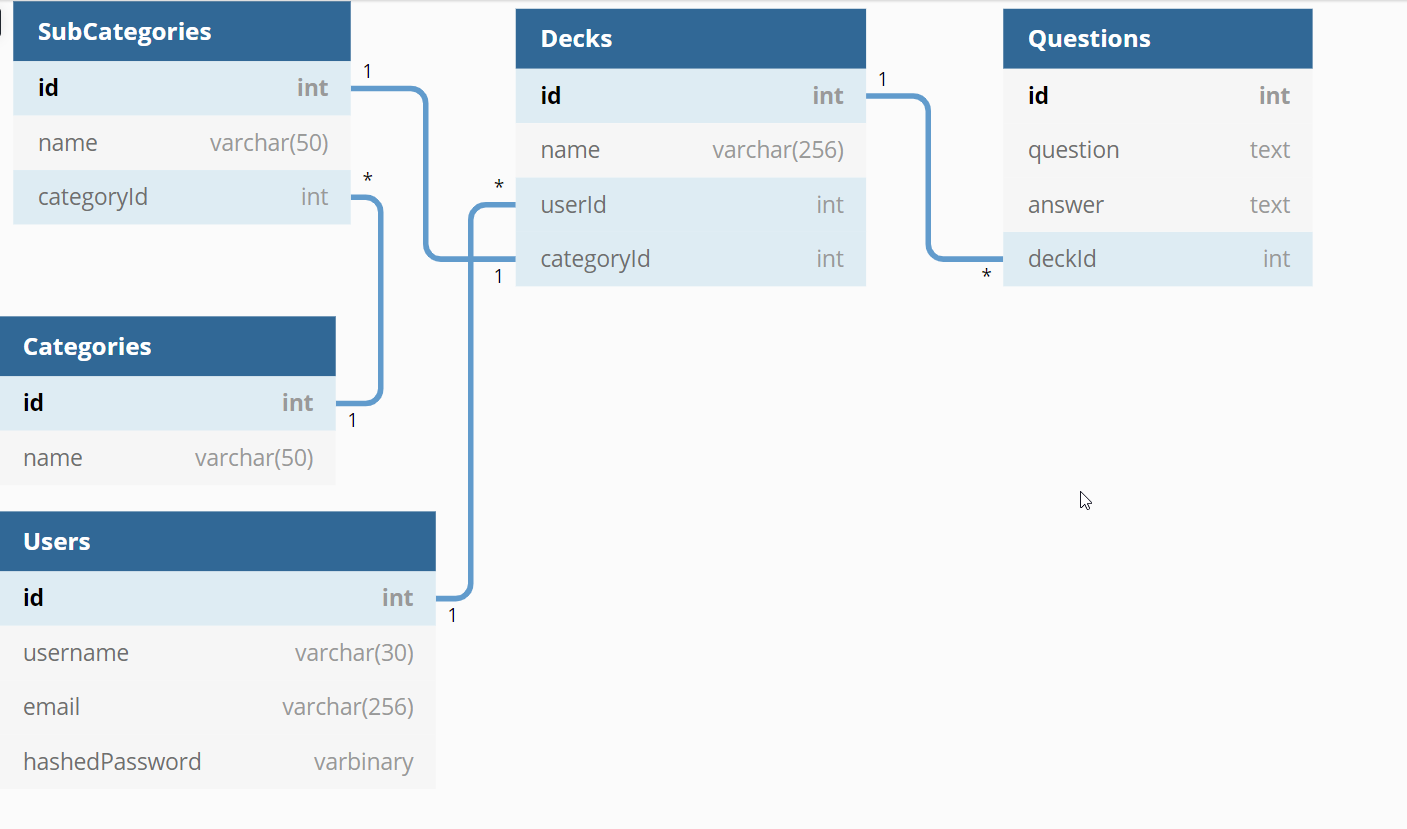 SubCategories
id int
name varchar(50)
categoryId int
1
*
Decks
id int
name varchar(256)
userId int
categoryId int
*
1
1
Questions
id int
question text
answer text
deckId int
*
Categories
id int
name varchar(50)
1
Users
id int
username varchar(30)
email varchar(256)
hashedPassword varbinary
1